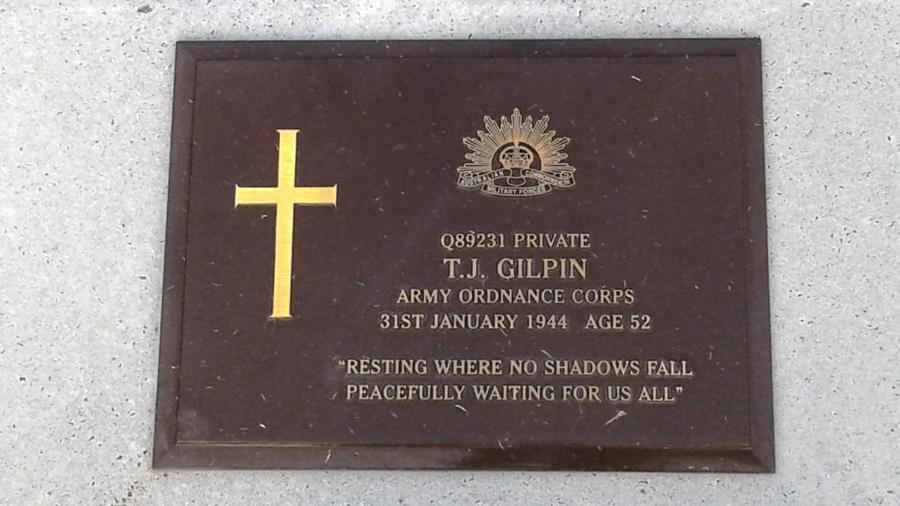 AUSTRALIAN COMMONWEALTH
MILITARY FORCES
Q89231 PRIVATE
T.J. GILPIN
ARMY ORDNANCE CORPS
31ST JANUARY 1944 AGE 52
"RESTING WHERE NO SHADOWS FALL
PEACEFULLY WAITING FOR US ALL"